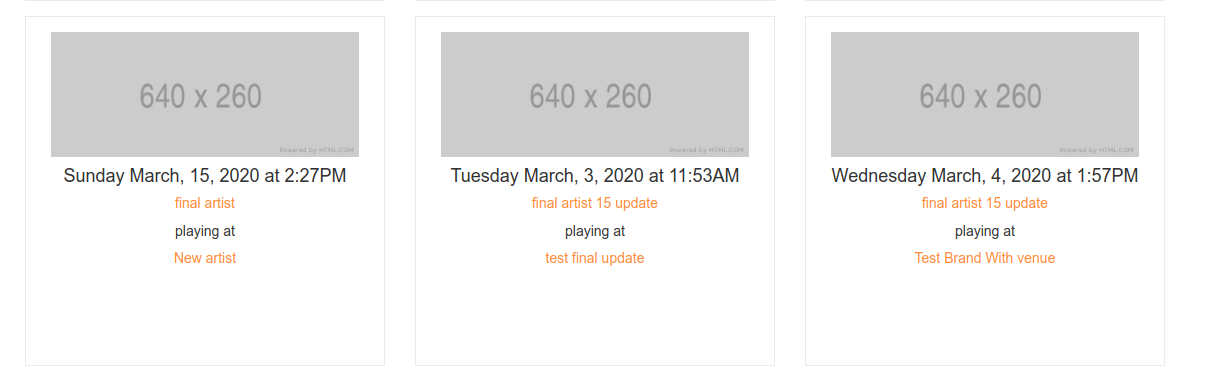 640 x 260
Powered by HTML.COM
Sunday March, 15, 2020 at 2:27PM
final artist
playing at
New artist
640 x 260
Powered by HTML.COM
Tuesday March, 3, 2020 at 11:53AM
final artist 15 update
playing at
test final update
640 x 260
Powered by HTML.COM
Wednesday March, 4, 2020 at 1:57PM
final artist 15 update
playing at
Test Brand With venue